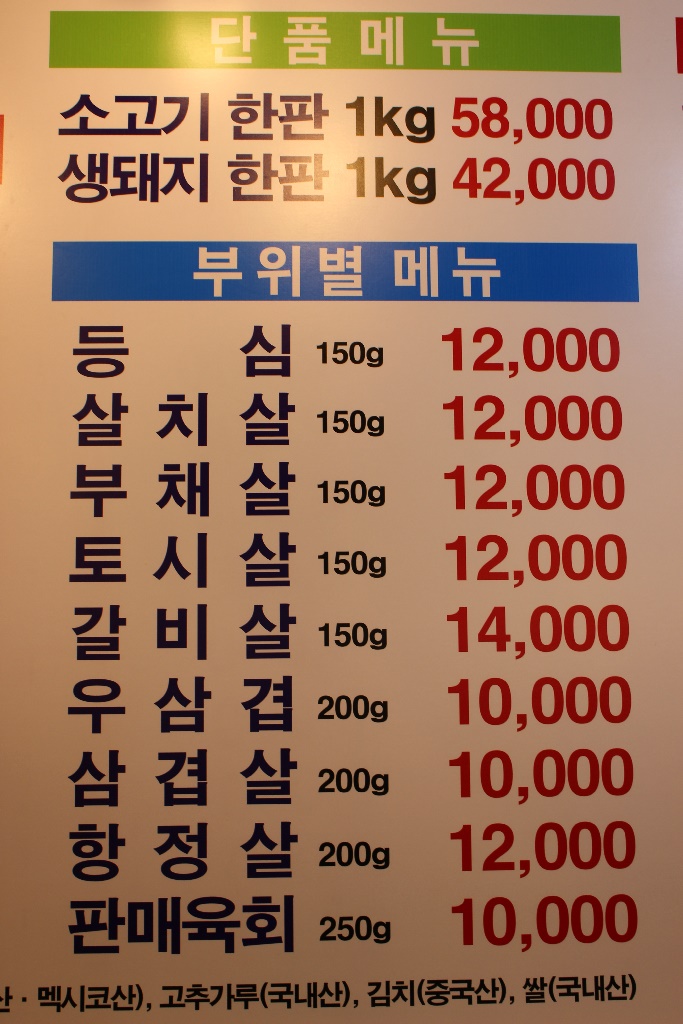 단품메뉴
소고기 한판 1kg 58,000
생돼지 한판 1kg 42,000
부위별 메뉴
등심 150g 12,000
살치살 150g 12,000
부채살 150g 12,000
토시살 150g 12,000
갈비살 150g 14,000
우삼겹 200g 10,000
삼겹살 200g 10,000
항정살 200g 12,000
판매육회 250g 10,000
· 멕시코산), 고추가루(국내산), 김치(중국산), 쌀(국내산)